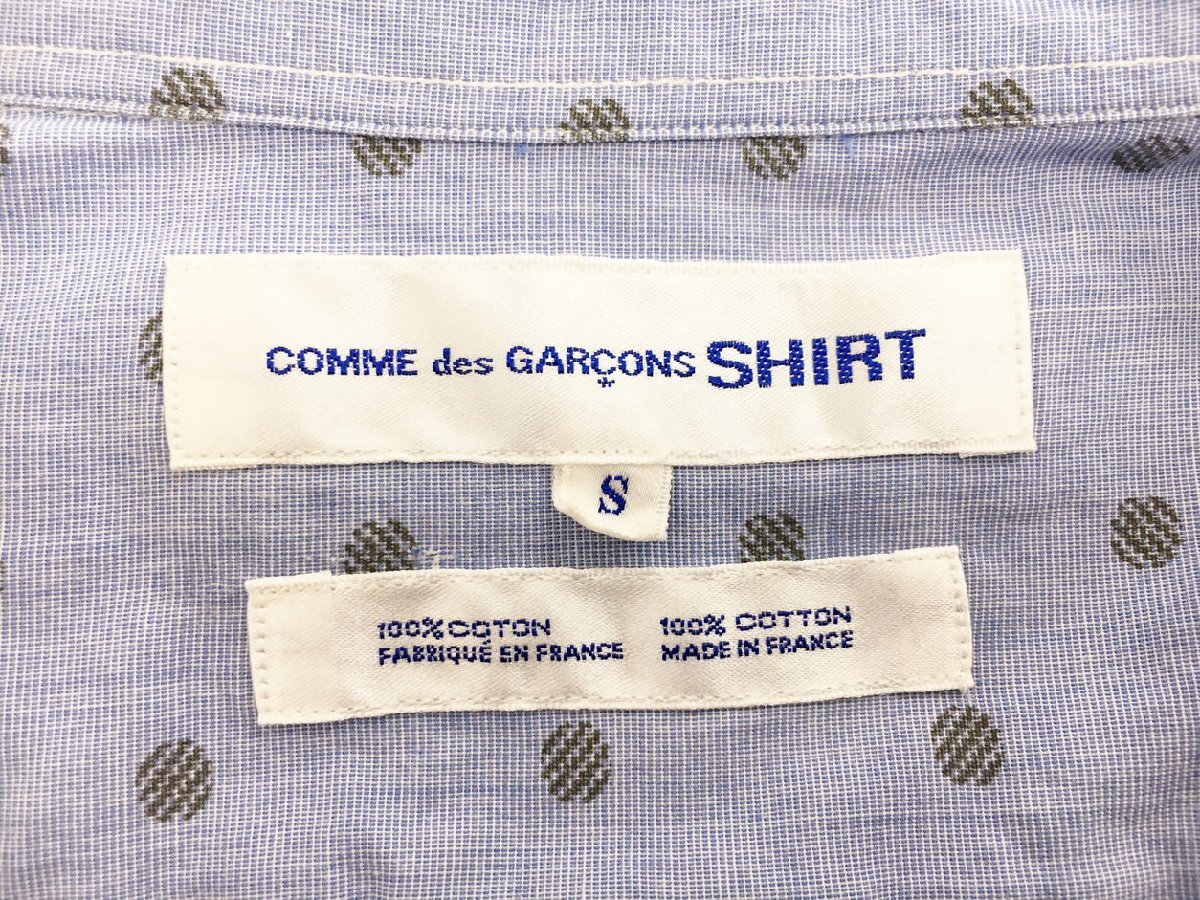 COMME des GARÇONS SHIRT
S
100% COTON
FABRIQUÉ EN FRANCE
100% COTTON
MADE IN FRANCE